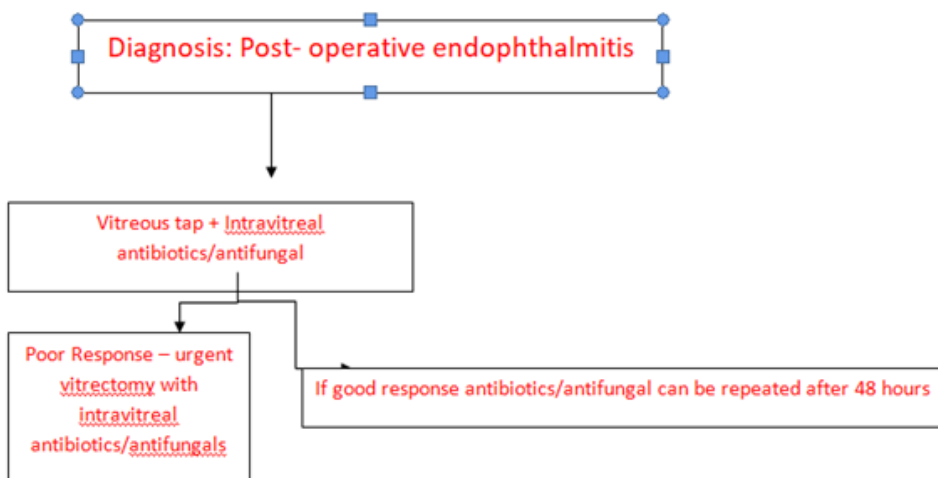 Diagnosis: Post- operative endophthalmitis
Vitreous tap + Intravitreal
antibiotics/antifungal
Poor Response – urgent
vitrectomy with
intravitreal
antibiotics/antifungals
If good response antibiotics/antifungal can be repeated after 48 hours